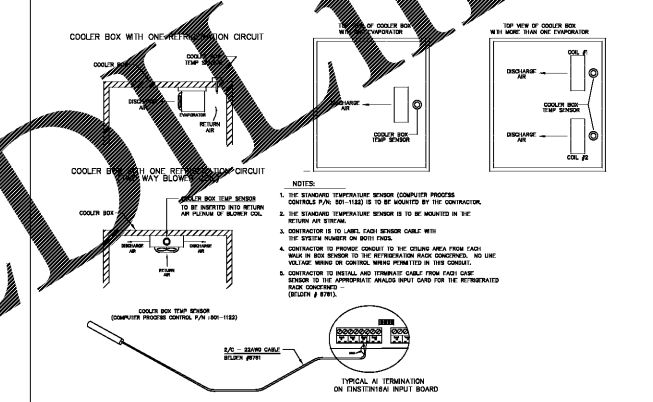 COOLER BOX WITH ONE REFRIGERATION CIRCUIT
COOLER BOX
TEMP SENSOR
COOLER BOX
DISCHARGE
AIR
EVAPORATOR
RETURN
AIR
TOP VIEW OF COOLER BOX
WITH ONE EVAPORATOR
DISCHARGE
AIR
COOLER BOX
TEMP SENSOR
TOP VIEW OF COOLER BOX
WITH MORE THAN ONE EVAPORATOR
COIL #1
DISCHARGE
AIR
COOLER BOX
TEMP SENSOR
DISCHARGE
AIR
COIL #2
COOLER BOX WITH ONE REFRIGERATION CIRCUIT
WAY BLOWER COIL)
COOLER BOX TEMP SENSOR
TO BE INSERTED INTO RETURN
AIR PLENUM OF BLOWER COIL
COOLER BOX
DISCHARGE
AIR
DISCHARGE
AIR
RETURN
AIR
NOTES:
1. THE STANDARD TEMPERATURE SENSOR (COMPUTER PROCESS
CONTROLS P/N: 501-1122) IS TO BE MOUNTED BY THE CONTRACTOR.
2. THE STANDARD TEMPERATURE SENSOR IS TO BE MOUNTED IN THE
RETURN AIR STREAM.
3. CONTRACTOR IS TO LABEL EACH SENSOR CABLE WITH
THE SYSTEM NUMBER ON BOTH ENDS.
4. CONTRACTOR TO PROVIDE CONDUIT TO THE CEILING AREA FROM EACH
WALK IN BOX SENSOR TO THE REFRIGERATION RACK CONCERNED. NO LINE
VOLTAGE WIRING OR CONTROL WIRING PERMITTED IN THIS CONDUIT.
5. CONTRACTOR TO INSTALL AND TERMINATE CABLE FROM EACH CASE
SENSOR TO THE APPROPRIATE ANALOG INPUT CARD FOR THE REFRIGERATED
RACK CONCERNED -
(BELDEN # 8761).
COOLER BOX TEMP SENSOR
(COMPUTER PROCESS CONTROL P/N :501-1122)
2/C - 22AWG CABLE
BELDEN #8761
TYPICAL AI TERMINATION
ON EINSTEIN16AI INPUT BOARD